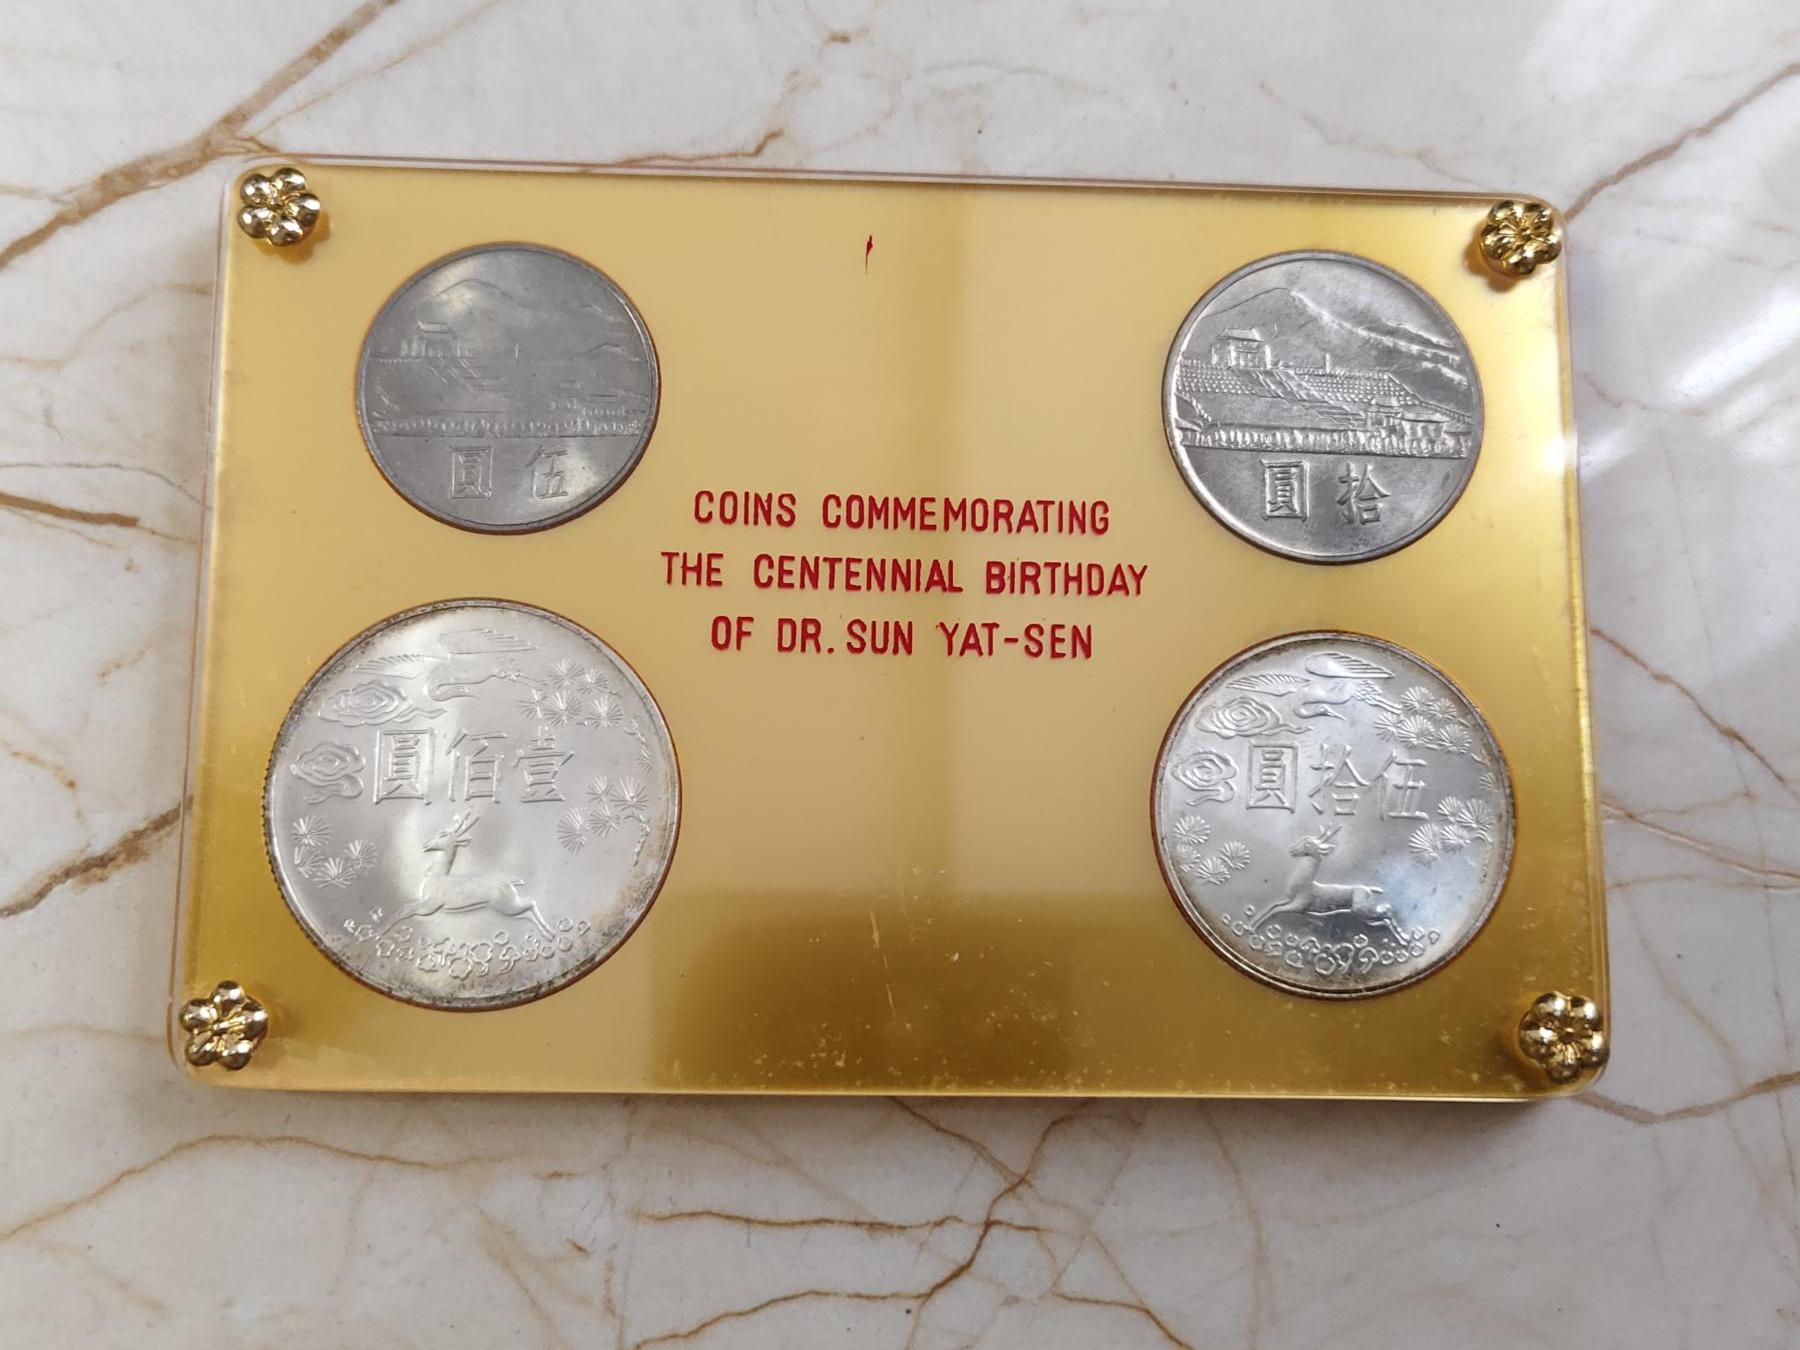 圓伍
圓拾
COINS COMMEMORATING
THE CENTENNIAL BIRTHDAY
OF DR. SUN YAT-SEN
圓佰壹
圓拾伍